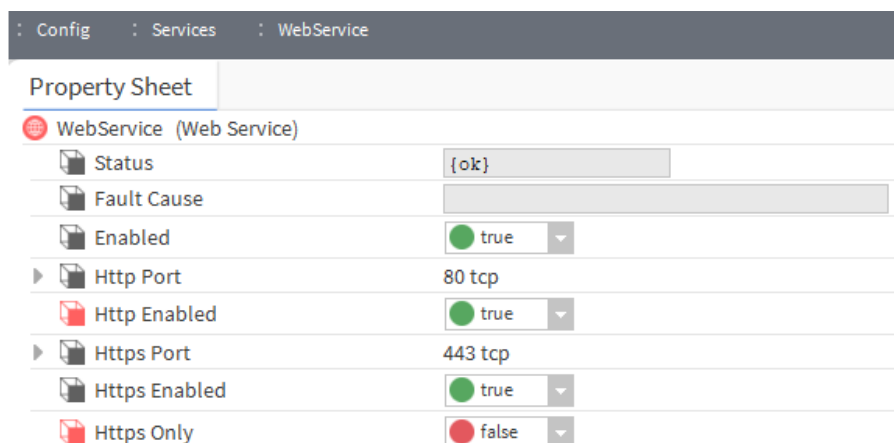 : Config : Services : WebService
Property Sheet
WebService (Web Service)
Status {ok}
Fault Cause
Enabled true
Http Port 80 tcp
Http Enabled true
Https Port 443 tcp
Https Enabled true
Https Only false